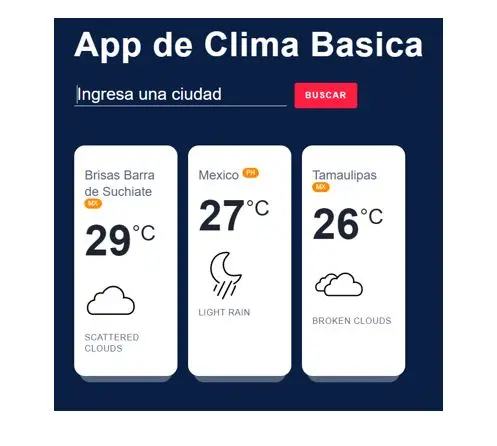 App de Clima Basica
Ingresa una ciudad
BUSCAR
Brisas Barra
de Suchiate
MX
29°C
SCATTERED
CLOUDS
Mexico PH
27°C
LIGHT RAIN
Tamaulipas
MX
26°C
BROKEN CLOUDS